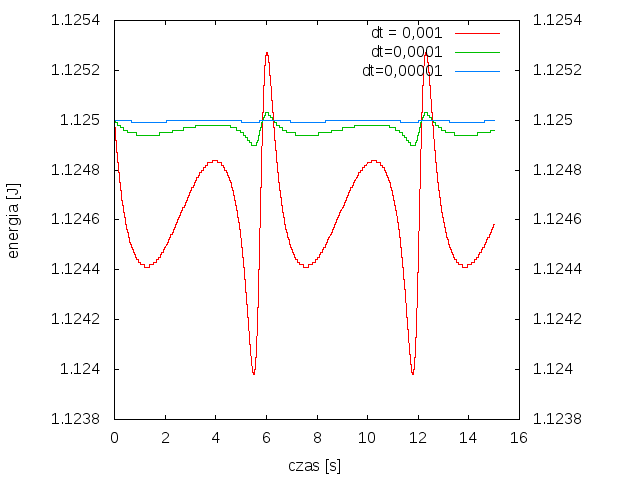 1.1254 1.1254
dt = 0,001
dt=0,0001
1.1252 1.1252
dt=0,00001
1.125 1.125
1.1248 1.1248
1.1246 1.1246
energia [J]
1.1244 1.1244
1.1242 1.1242
1.124 1.124
1.1238 1.1238
0 2 4 6 8 10 12 14 16
czas [s]